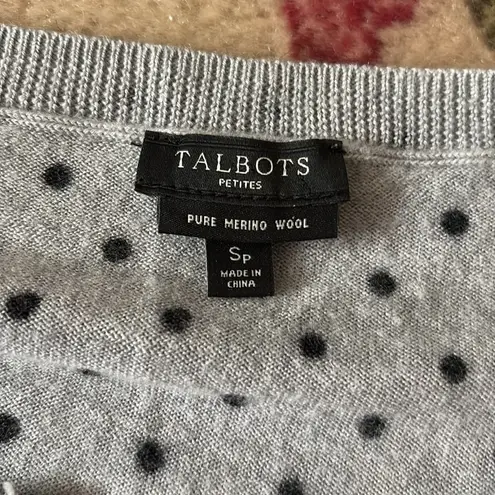 TALBOTS
PETITES
PURE MERINO WOOL
SP
MADE IN
CHINA